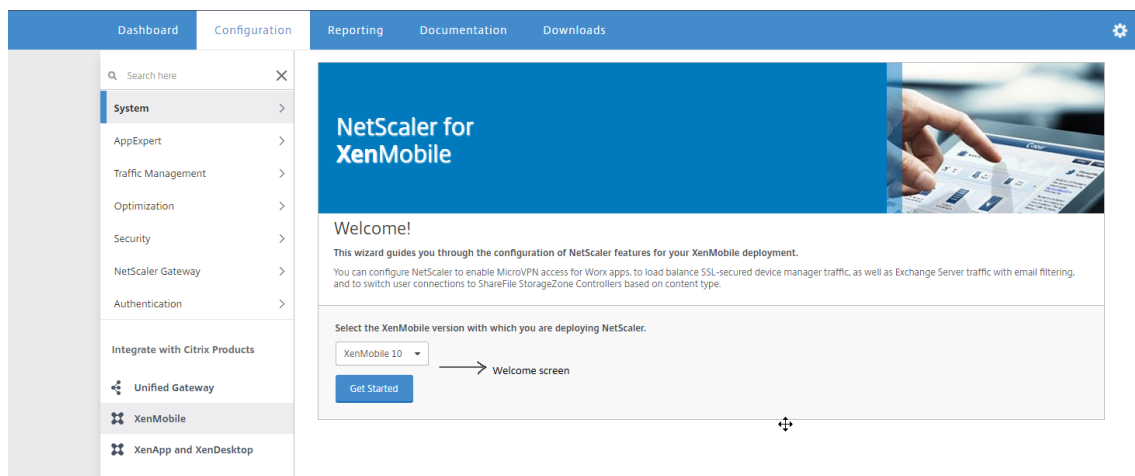 Dashboard
Configuration
Reporting
Documentation
Downloads
Search here
System
AppExpert
Traffic Management
Optimization
Security
NetScaler Gateway
Authentication
Integrate with Citrix Products
Unified Gateway
XenMobile
XenApp and XenDesktop
NetScaler for
XenMobile
Welcome!
This wizard guides you through the configuration of NetScaler features for your XenMobile deployment.
You can configure NetScaler to enable MicroVPN access for Worx apps, to load balance SSL-secured device manager traffic, as well as Exchange Server traffic with email filtering,
and to switch user connections to ShareFile StorageZone Controllers based on content type.
Select the XenMobile version with which you are deploying NetScaler.
XenMobile 10
Welcome screen
Get Started